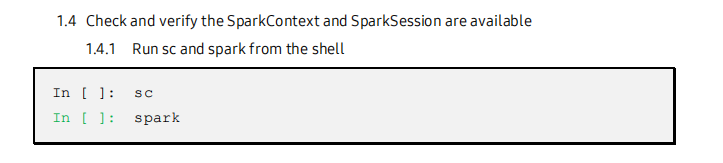 1.4 Check and verify the SparkContext and SparkSession are available
1.4.1 Run sc and spark from the shell
In [ ]: sc
In [ ]: spark